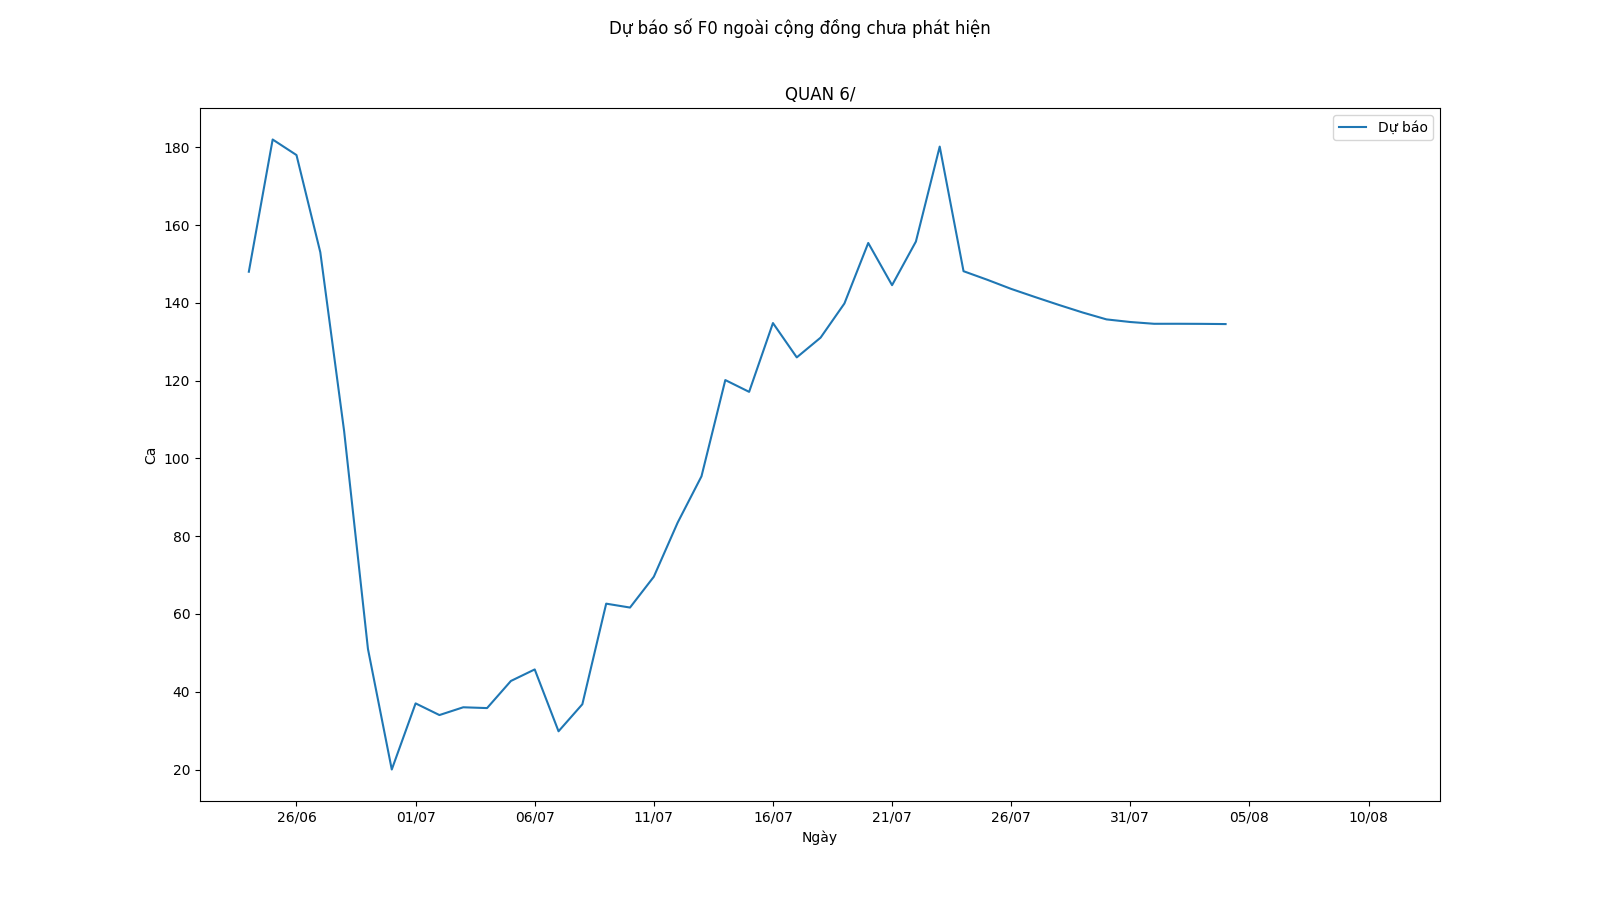 Dự báo số F0 ngoài cộng đồng chưa phát hiện
QUAN 6/
Dự báo
180
160
140
120
100
80
60
40
20
Ca
26/06 01/07 06/07 11/07 16/07 21/07 26/07 31/07 05/08 10/08
Ngày